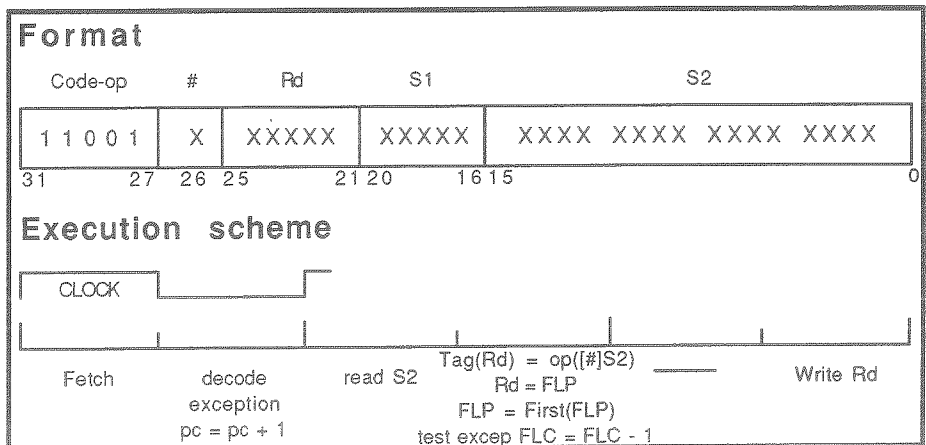 Format
Code-op # Rd S1 S2
1 1 0 0 1 X XXXXX XXXXX XXXX XXXX XXXX XXXX
31 27 26 25 21 20 16 15 0
Execution scheme
CLOCK
Fetch decode read S2 Tag(Rd) = op([#]S2) Write Rd
exception Rd = FLP
pc = pc + 1 FLP = First(FLP)
test excep FLC = FLC - 1